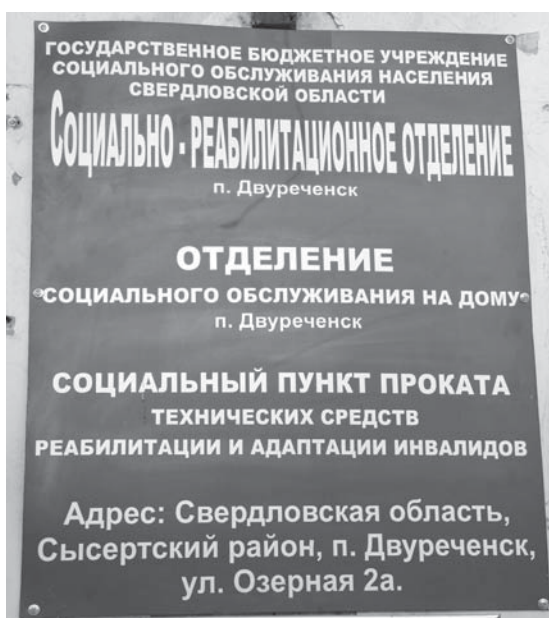 ГОСУДАРСТВЕННОЕ БЮДЖЕТНОЕ УЧРЕЖДЕНИЕ
СОЦИАЛЬНОГО ОБСЛУЖИВАНИЯ НАСЕЛЕНИЯ
СВЕРДЛОВСКОЙ ОБЛАСТИ
СОЦИАЛЬНО - РЕАБИЛИТАЦИОННОЕ ОТДЕЛЕНИЕ
п. Двуреченск
ОТДЕЛЕНИЕ
СОЦИАЛЬНОГО ОБСЛУЖИВАНИЯ НА ДОМУ
п. Двуреченск
СОЦИАЛЬНЫЙ ПУНКТ ПРОКАТА
ТЕХНИЧЕСКИХ СРЕДСТВ
РЕАБИЛИТАЦИИ И АДАПТАЦИИ ИНВАЛИДОВ
Адрес: Свердловская область,
Сысертский район, п. Двуреченск,
ул. Озерная 2а.